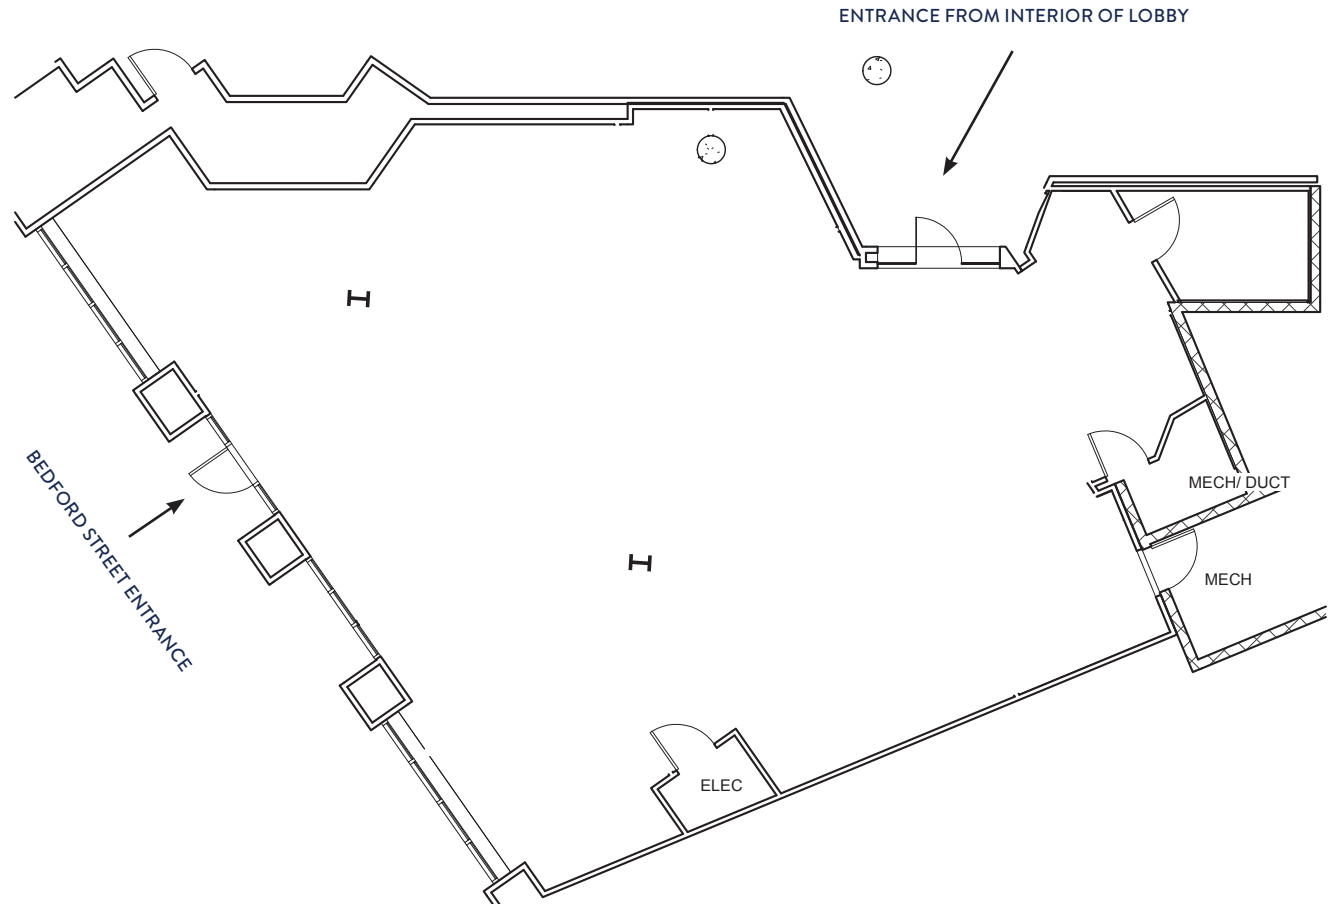 ENTRANCE FROM INTERIOR OF LOBBY
BEDFORD STREET ENTRANCE
MECH/ DUCT
MECH
ELEC